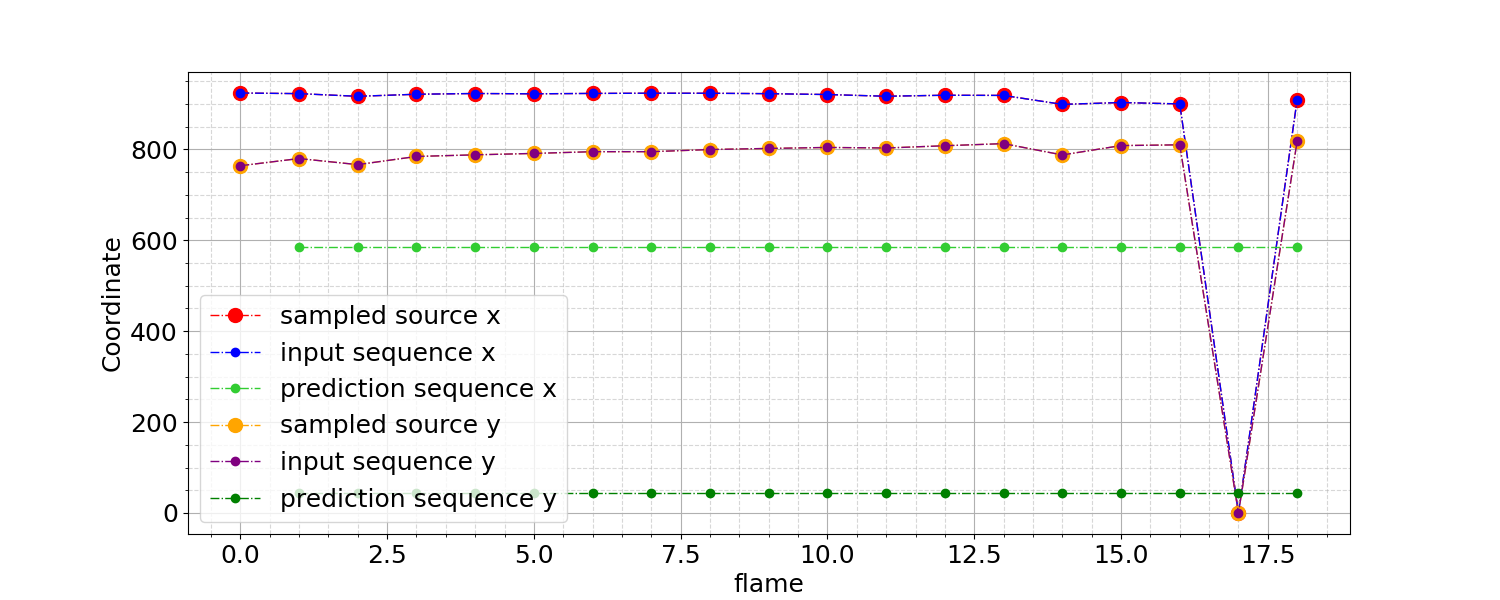 800
600
400
200
0
Coordinate
sampled source x
input sequence x
prediction sequence x
sampled source y
input sequence y
prediction sequence y
0.0 2.5 5.0 7.5 10.0 12.5 15.0 17.5
flame